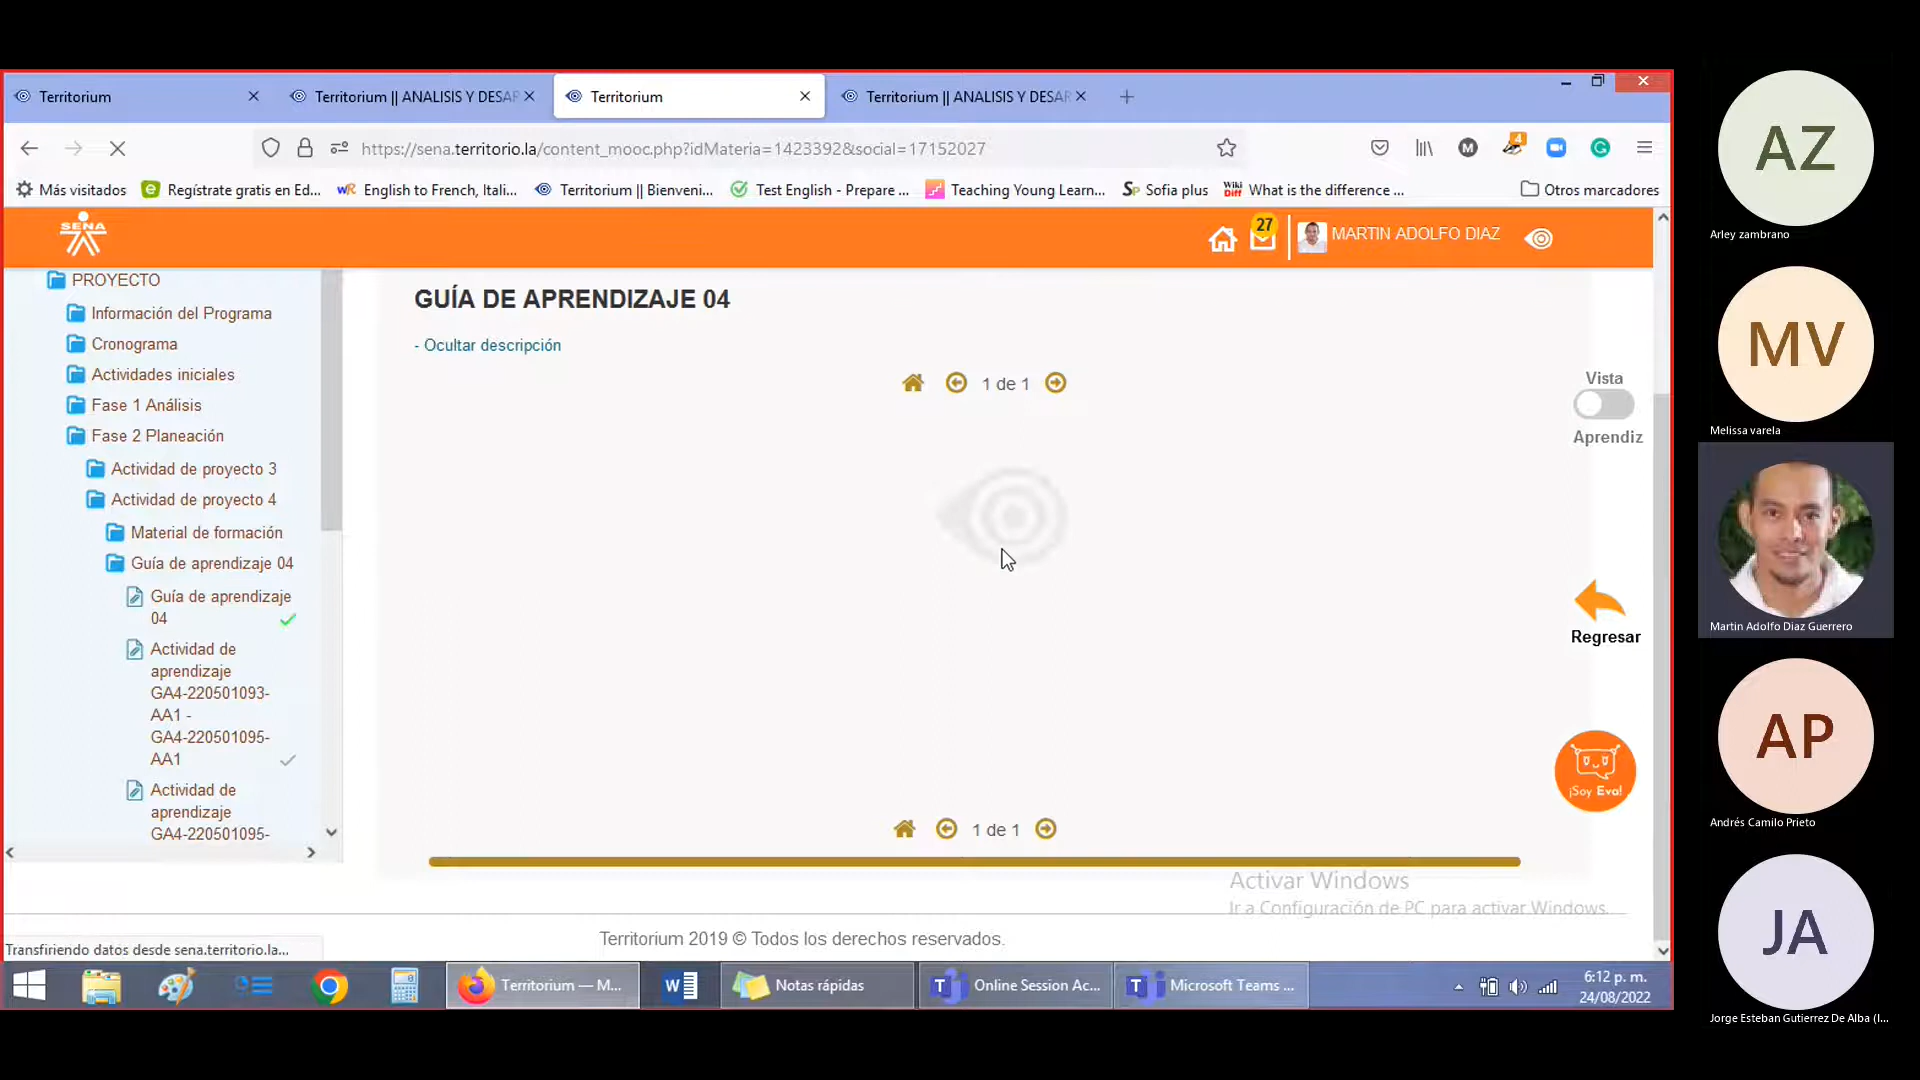 Territorium
Territorium || ANALISIS Y DESAR
Territorium
Territorium || ANALISIS Y DESAR
https://sena.territorio.la/content_mooc.php?idMateria=1423392&social=17152027
M
4
G
Más visitados
Regístrate gratis en Ed...
wR English to French, Itali...
Territorium || Bienveni...
Test English - Prepare ...
Teaching Young Learn...
Sp Sofia plus
Wiki Diff What is the difference ...
Otros marcadores
SENA
27
MARTIN ADOLFO DIAZ
PROYECTO
Información del Programa
Cronograma
Actividades iniciales
Fase 1 Análisis
Fase 2 Planeación
Actividad de proyecto 3
Actividad de proyecto 4
Material de formación
Guía de aprendizaje 04
Guía de aprendizaje
04
Actividad de
aprendizaje
GA4-220501093-
AA1 -
GA4-220501095-
AA1
Actividad de
aprendizaje
GA4-220501095-
GUÍA DE APRENDIZAJE 04
- Ocultar descripción
1 de 1
Vista
Aprendiz
Regresar
¡Soy Eva!
1 de 1
Activar Windows
Ir a Configuración de PC para activar Windows.
Territorium 2019 © Todos los derechos reservados.
Transfiriendo datos desde sena.territorio.la...
Territorium — M...
W
Notas rápidas
T Online Session Ac...
T Microsoft Teams ...
6:12 p. m.
24/08/2022
AZ
Arley zambrano
MV
Melissa varela
Martin Adolfo Diaz Guerrero
AP
Andrés Camilo Prieto
JA
Jorge Esteban Gutierrez De Alba (I...